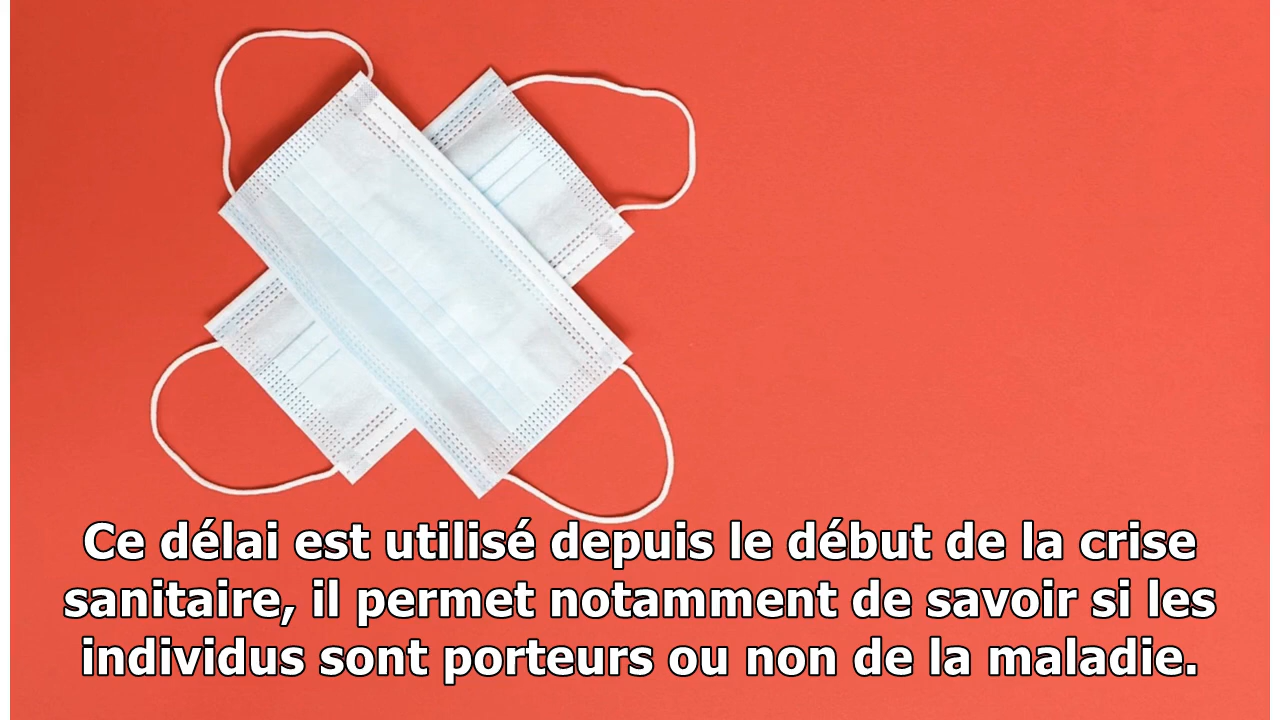 Ce délai est utilisé depuis le début de la crise
sanitaire, il permet notamment de savoir si les
individus sont porteurs ou non de la maladie.